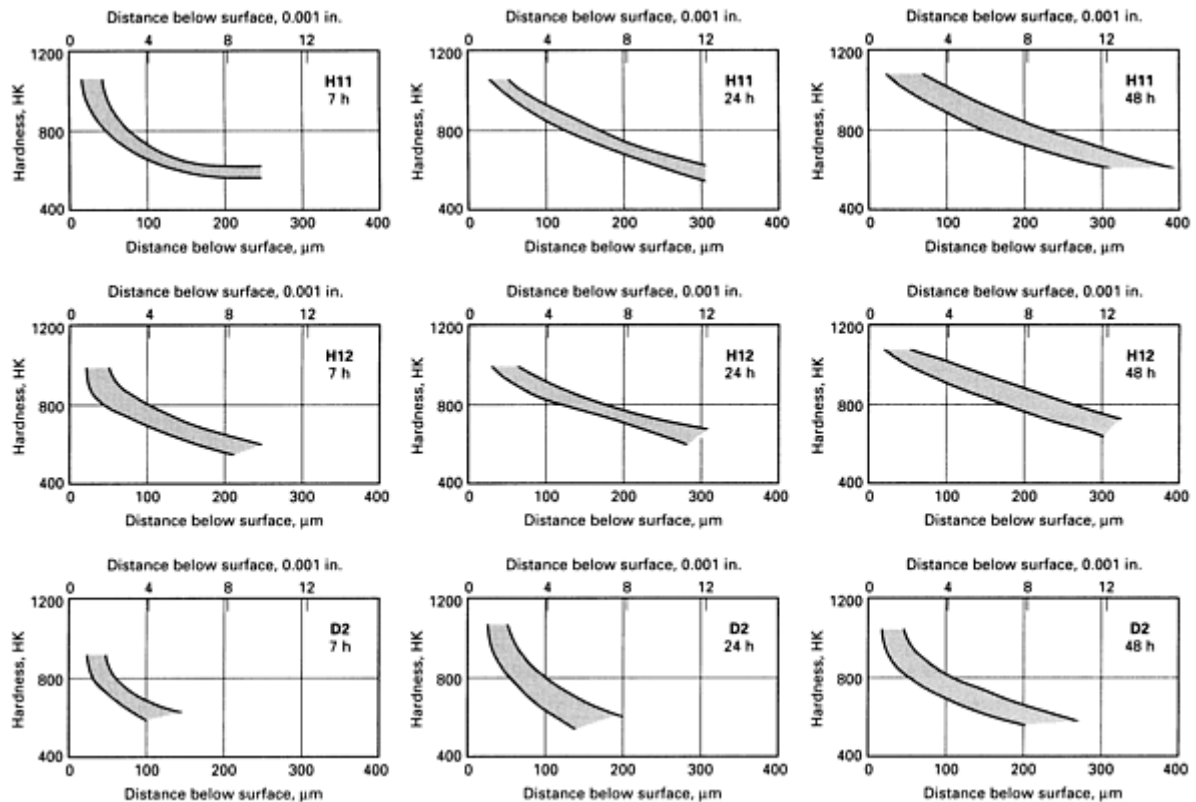 Distance below surface, 0.001 in.
0 4 8 12
1200
800
400
Hardness, HK
H11
7 h
0 100 200 300 400
Distance below surface, μm
Distance below surface, 0.001 in.
0 4 8 12
1200
800
400
Hardness, HK
H11
24 h
0 100 200 300 400
Distance below surface, μm
Distance below surface, 0.001 in.
0 4 8 12
1200
800
400
Hardness, HK
H11
48 h
0 100 200 300 400
Distance below surface, μm
Distance below surface, 0.001 in.
0 4 8 12
1200
800
400
Hardness, HK
H12
7 h
0 100 200 300 400
Distance below surface, μm
Distance below surface, 0.001 in.
0 4 8 12
1200
800
400
Hardness, HK
H12
24 h
0 100 200 300 400
Distance below surface, μm
Distance below surface, 0.001 in.
0 4 8 12
1200
800
400
Hardness, HK
H12
48 h
0 100 200 300 400
Distance below surface, μm
Distance below surface, 0.001 in.
0 4 8 12
1200
800
400
Hardness, HK
D2
7 h
0 100 200 300 400
Distance below surface, μm
Distance below surface, 0.001 in.
0 4 8 12
1200
800
400
Hardness, HK
D2
24 h
0 100 200 300 400
Distance below surface, μm
Distance below surface, 0.001 in.
0 4 8 12
1200
800
400
Hardness, HK
D2
48 h
0 100 200 300 400
Distance below surface, μm